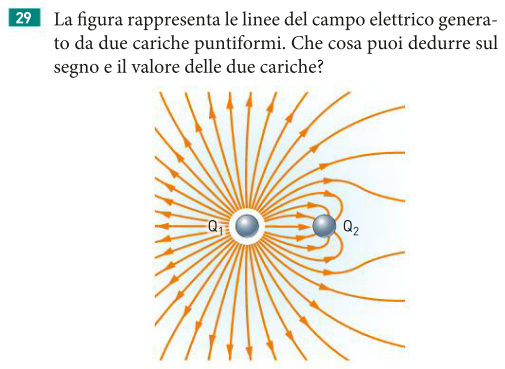 29 La figura rappresenta le linee del campo elettrico genera-
to da due cariche puntiformi. Che cosa puoi dedurre sul
segno e il valore delle due cariche?
Q1 Q2